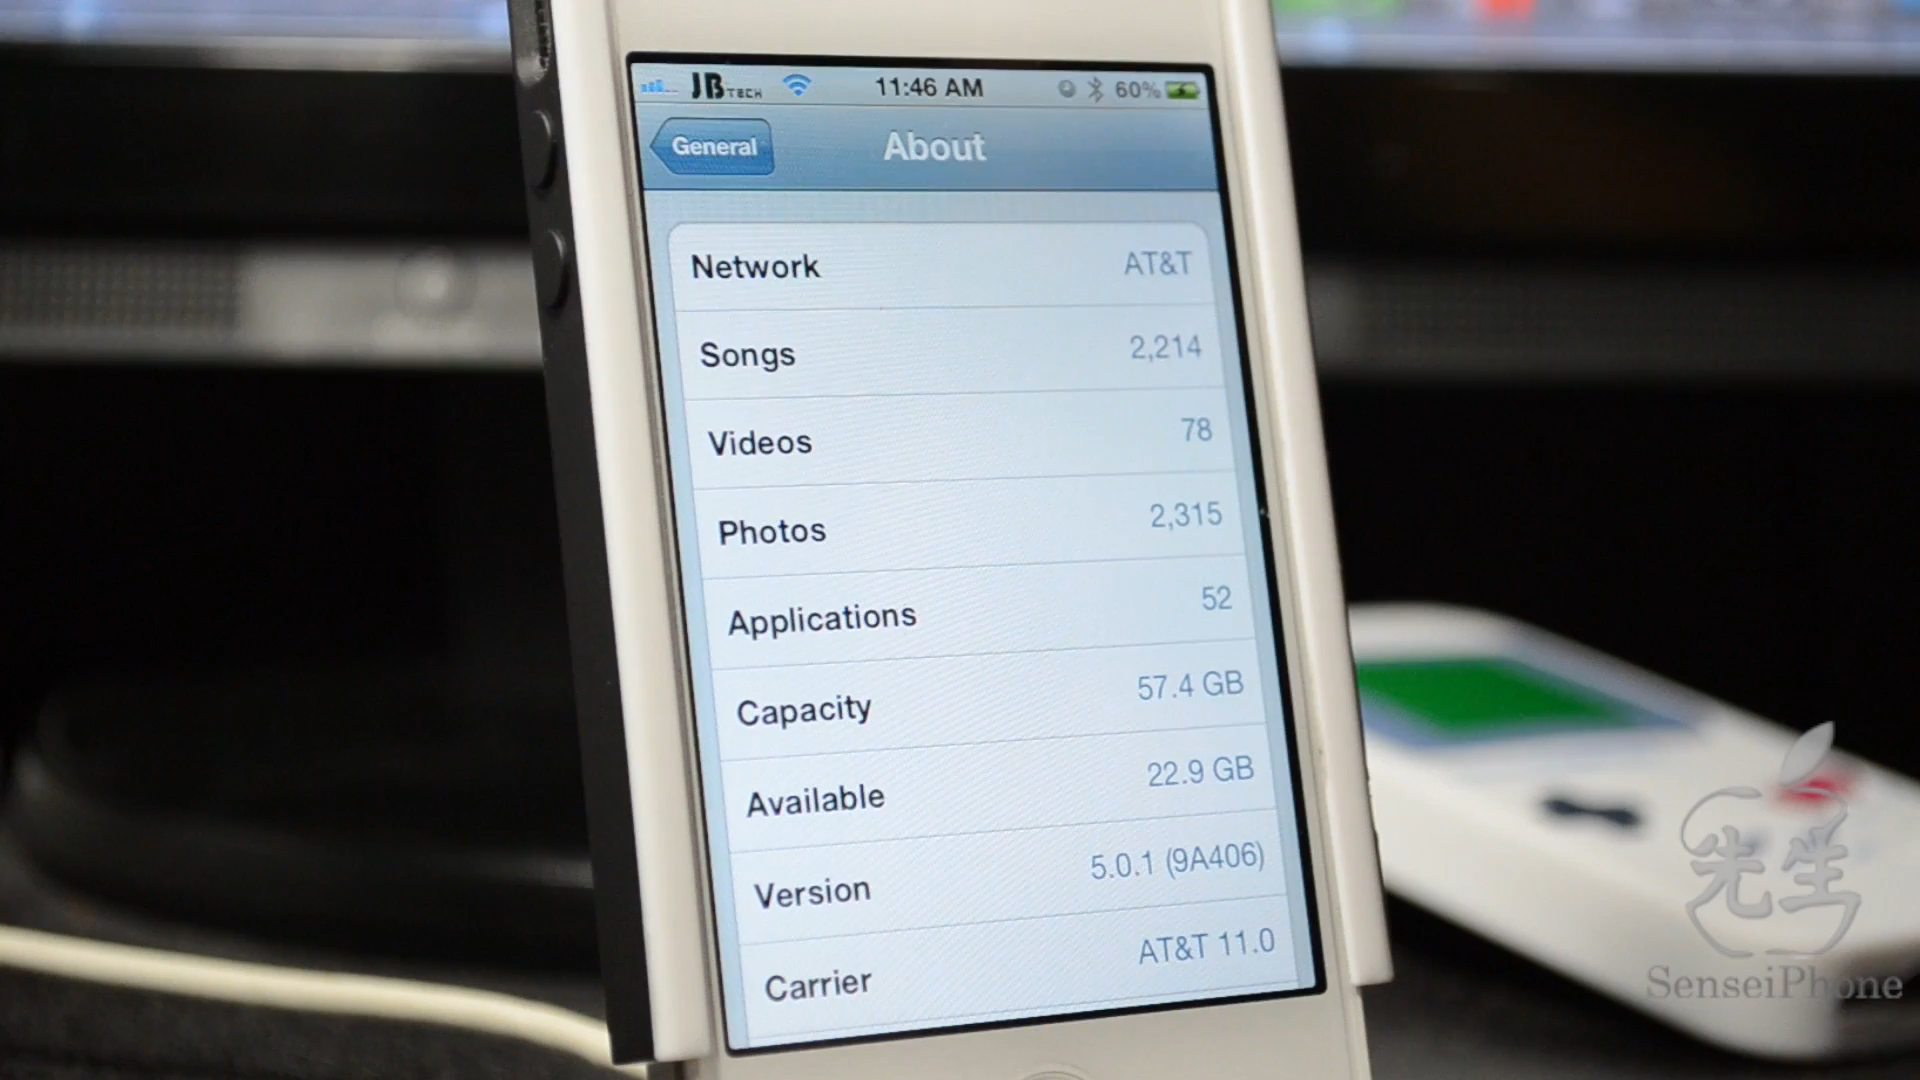 JB TECH 11:46 AM 60%
General About
Network AT&T
Songs 2,214
Videos 78
Photos 2,315
Applications 52
Capacity 57.4 GB
Available 22.9 GB
Version 5.0.1 (9A406)
Carrier AT&T 11.0
先生
SenseiPhone